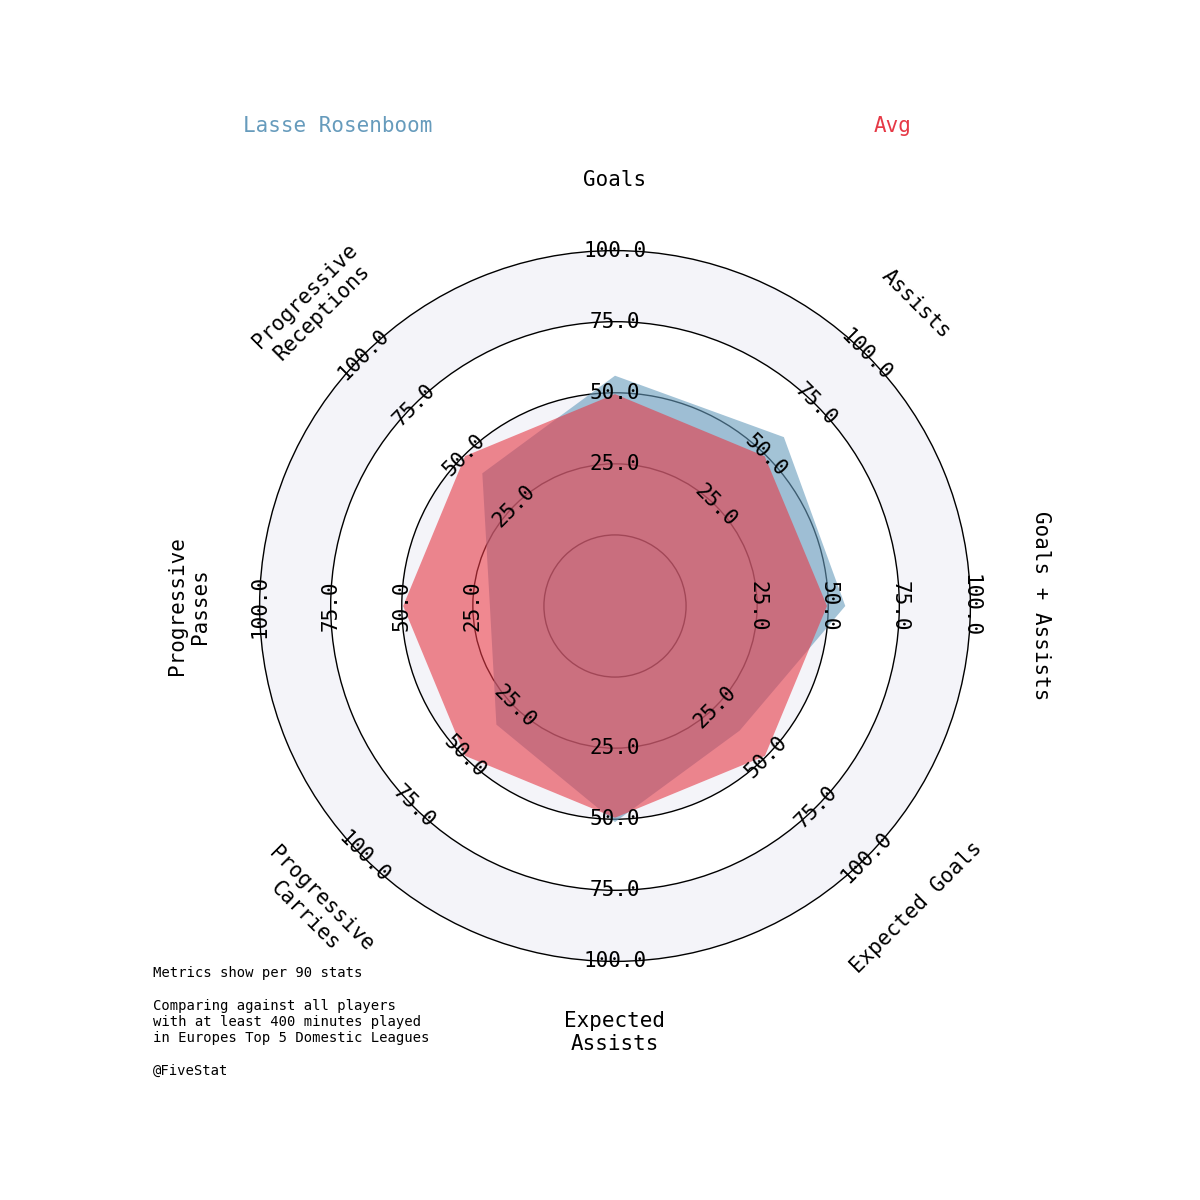 Lasse Rosenboom
Avg
Goals
Assists
Goals + Assists
Expected Goals
Expected
Assists
Progressive
Carries
Progressive
Passes
Progressive
Receptions
25.0
50.0
75.0
100.0
25.0
50.0
75.0
100.0
25.0
50.0
75.0
100.0
25.0
50.0
75.0
100.0
25.0
50.0
75.0
100.0
25.0
50.0
75.0
100.0
25.0
50.0
75.0
100.0
25.0
50.0
75.0
100.0
Metrics show per 90 stats
Comparing against all players
with at least 400 minutes played
in Europes Top 5 Domestic Leagues
@FiveStat